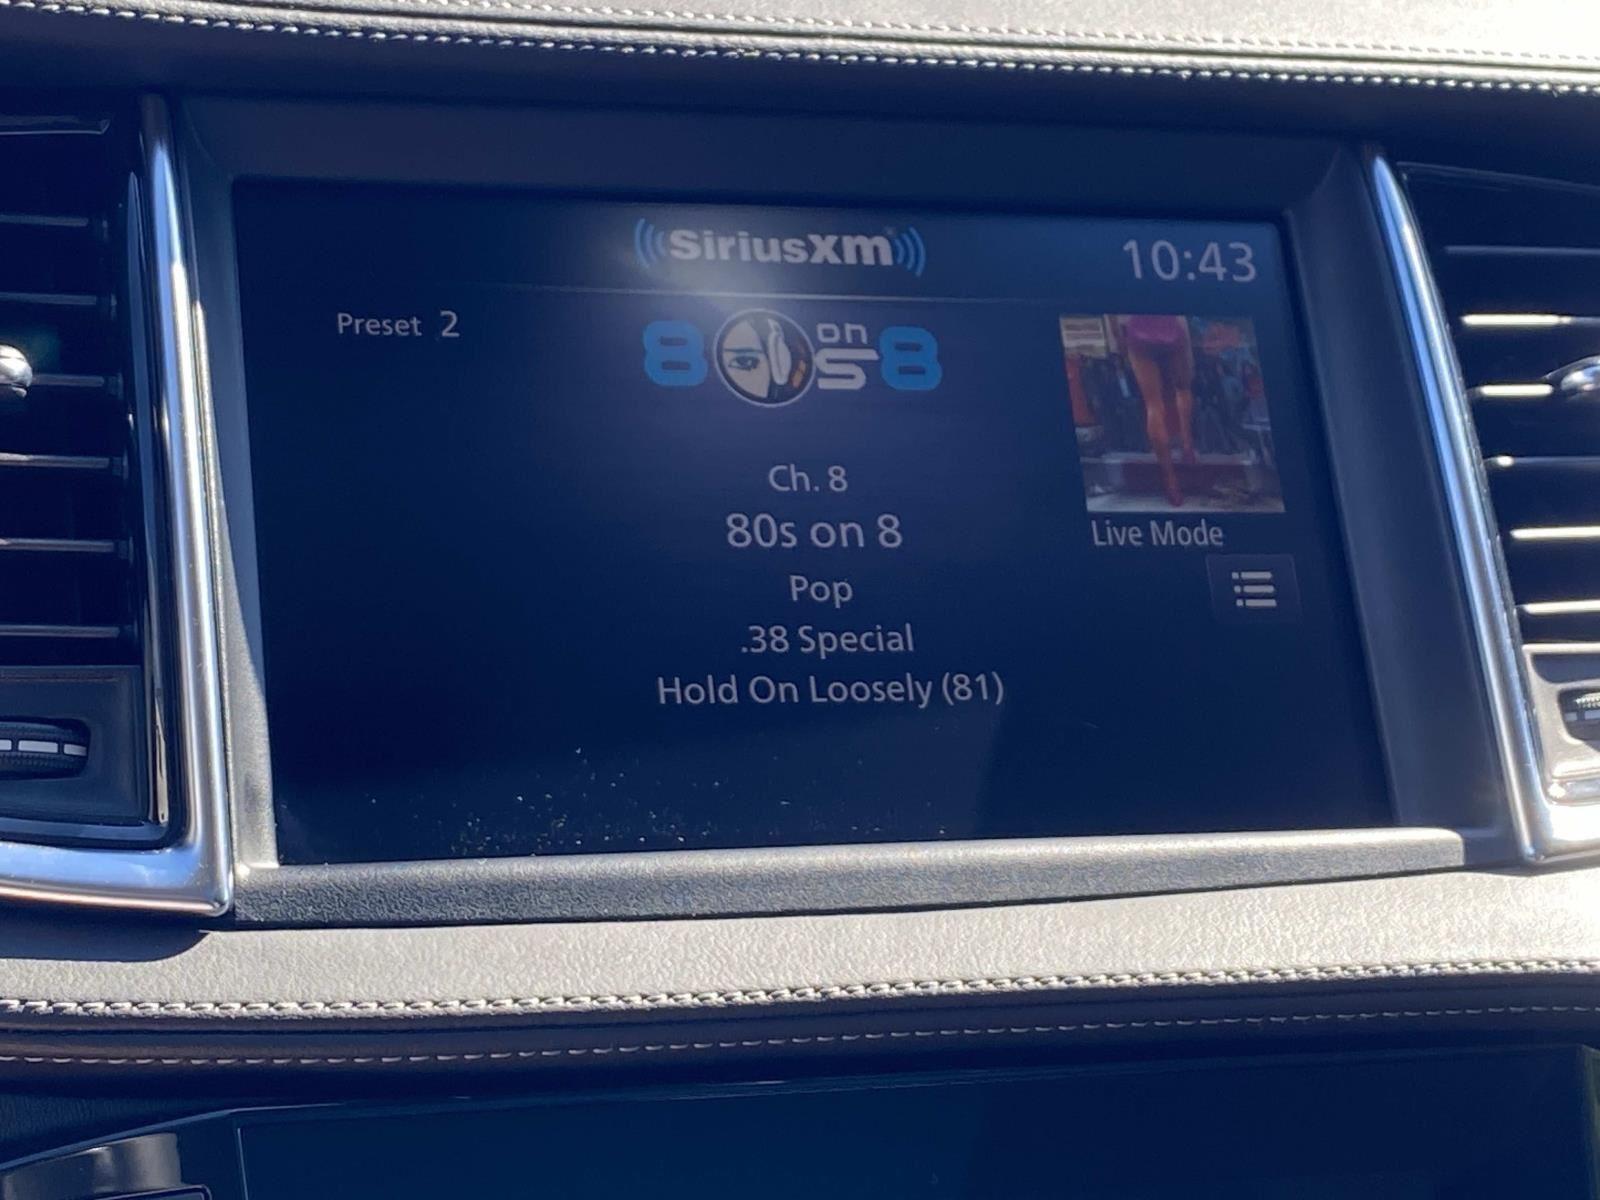 SiriusXM
10:43
Preset 2
80s on 8
Ch. 8
80s on 8
Pop
.38 Special
Hold On Loosely (81)
Live Mode